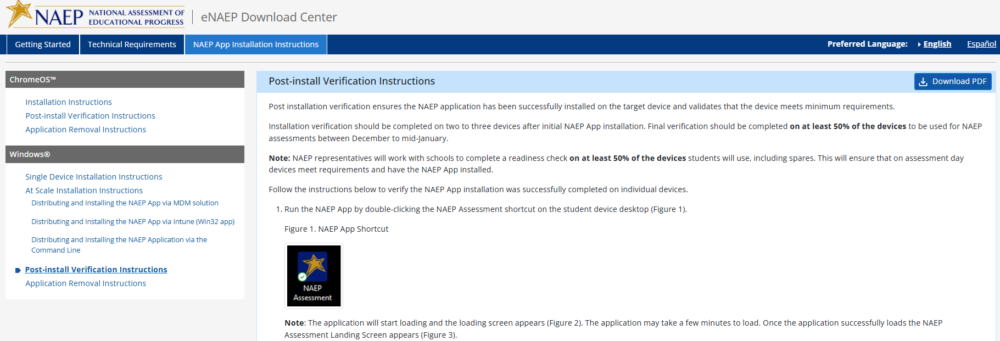 NAEP NATIONAL ASSESSMENT OF
EDUCATIONAL PROGRESS
eNAEP Download Center
Getting Started
Technical Requirements
NAEP App Installation Instructions
Preferred Language:
English
Español
ChromeOS™
Installation Instructions
Post-install Verification Instructions
Application Removal Instructions
Windows®
Single Device Installation Instructions
At Scale Installation Instructions
Distributing and Installing the NAEP App via MDM solution
Distributing and Installing the NAEP App via Intune (Win32 app)
Distributing and Installing the NAEP Application via the
Command Line
Post-install Verification Instructions
Application Removal Instructions
Post-install Verification Instructions
Download PDF
Post installation verification ensures the NAEP application has been successfully installed on the target device and validates that the device meets minimum requirements.
Installation verification should be completed on two to three devices after initial NAEP App installation. Final verification should be completed on at least 50% of the devices to be used for NAEP
assessments between December to mid-January.
Note: NAEP representatives will work with schools to complete a readiness check on at least 50% of the devices students will use, including spares. This will ensure that on assessment day
devices meet requirements and have the NAEP App installed.
Follow the instructions below to verify the NAEP App installation was successfully completed on individual devices.
1. Run the NAEP App by double-clicking the NAEP Assessment shortcut on the student device desktop (Figure 1).
Figure 1. NAEP App Shortcut
NAEP
Assessment
Note: The application will start loading and the loading screen appears (Figure 2). The application may take a few minutes to load. Once the application successfully loads the NAEP
Assessment Landing Screen appears (Figure 3).